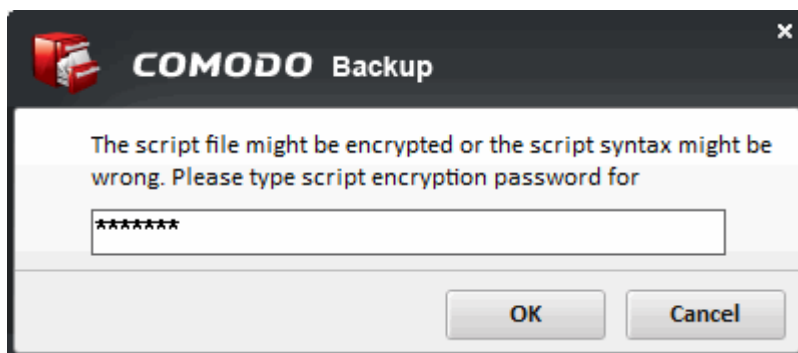 COMODO Backup
The script file might be encrypted or the script syntax might be
wrong. Please type script encryption password for
*******
OK Cancel